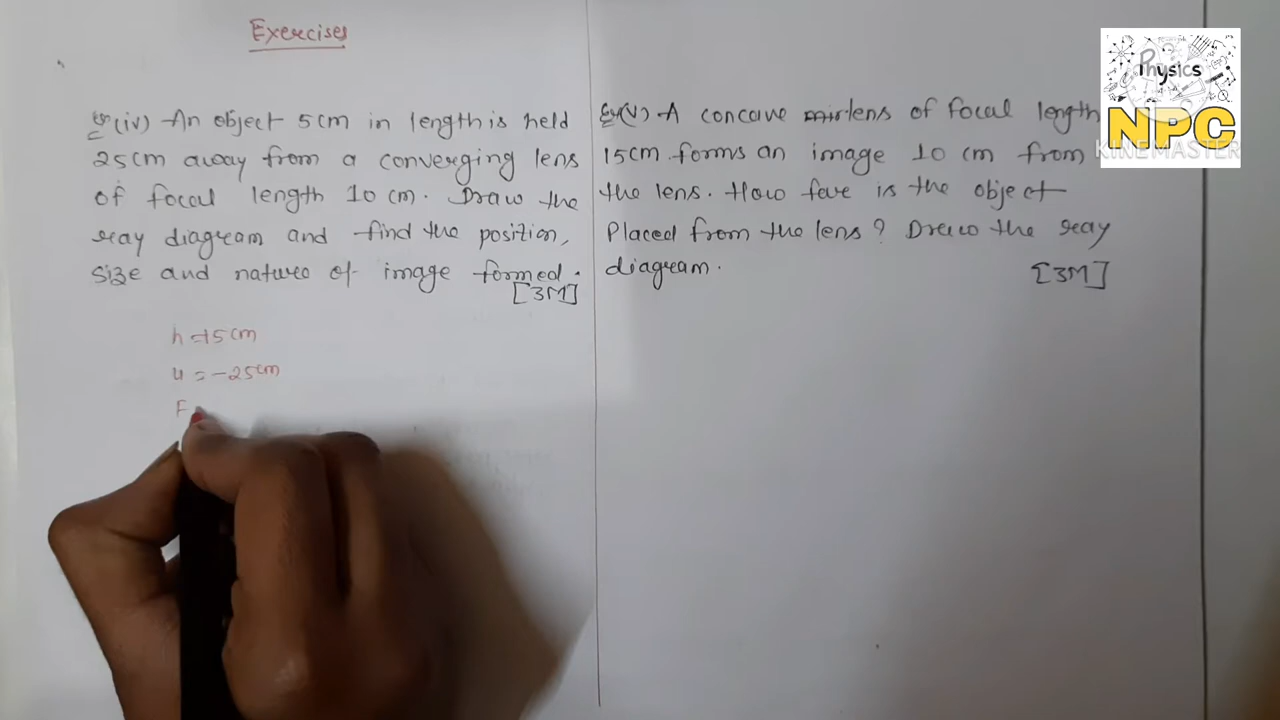 Exercises
Ex(iv) An object 5cm in length is held
25cm away from a converging lens
of focal length 10 cm. Draw the
ray diagram and find the position,
size and nature of image formed.
[3M]
h = +5cm
u = -25cm
F
Ex(v) A concave lens of focal length
15cm forms an image 10 cm from
the lens. How far is the object
Placed from the lens? Draw the ray
diagram.
[3M]
Physics
NPC
KINEMASTER